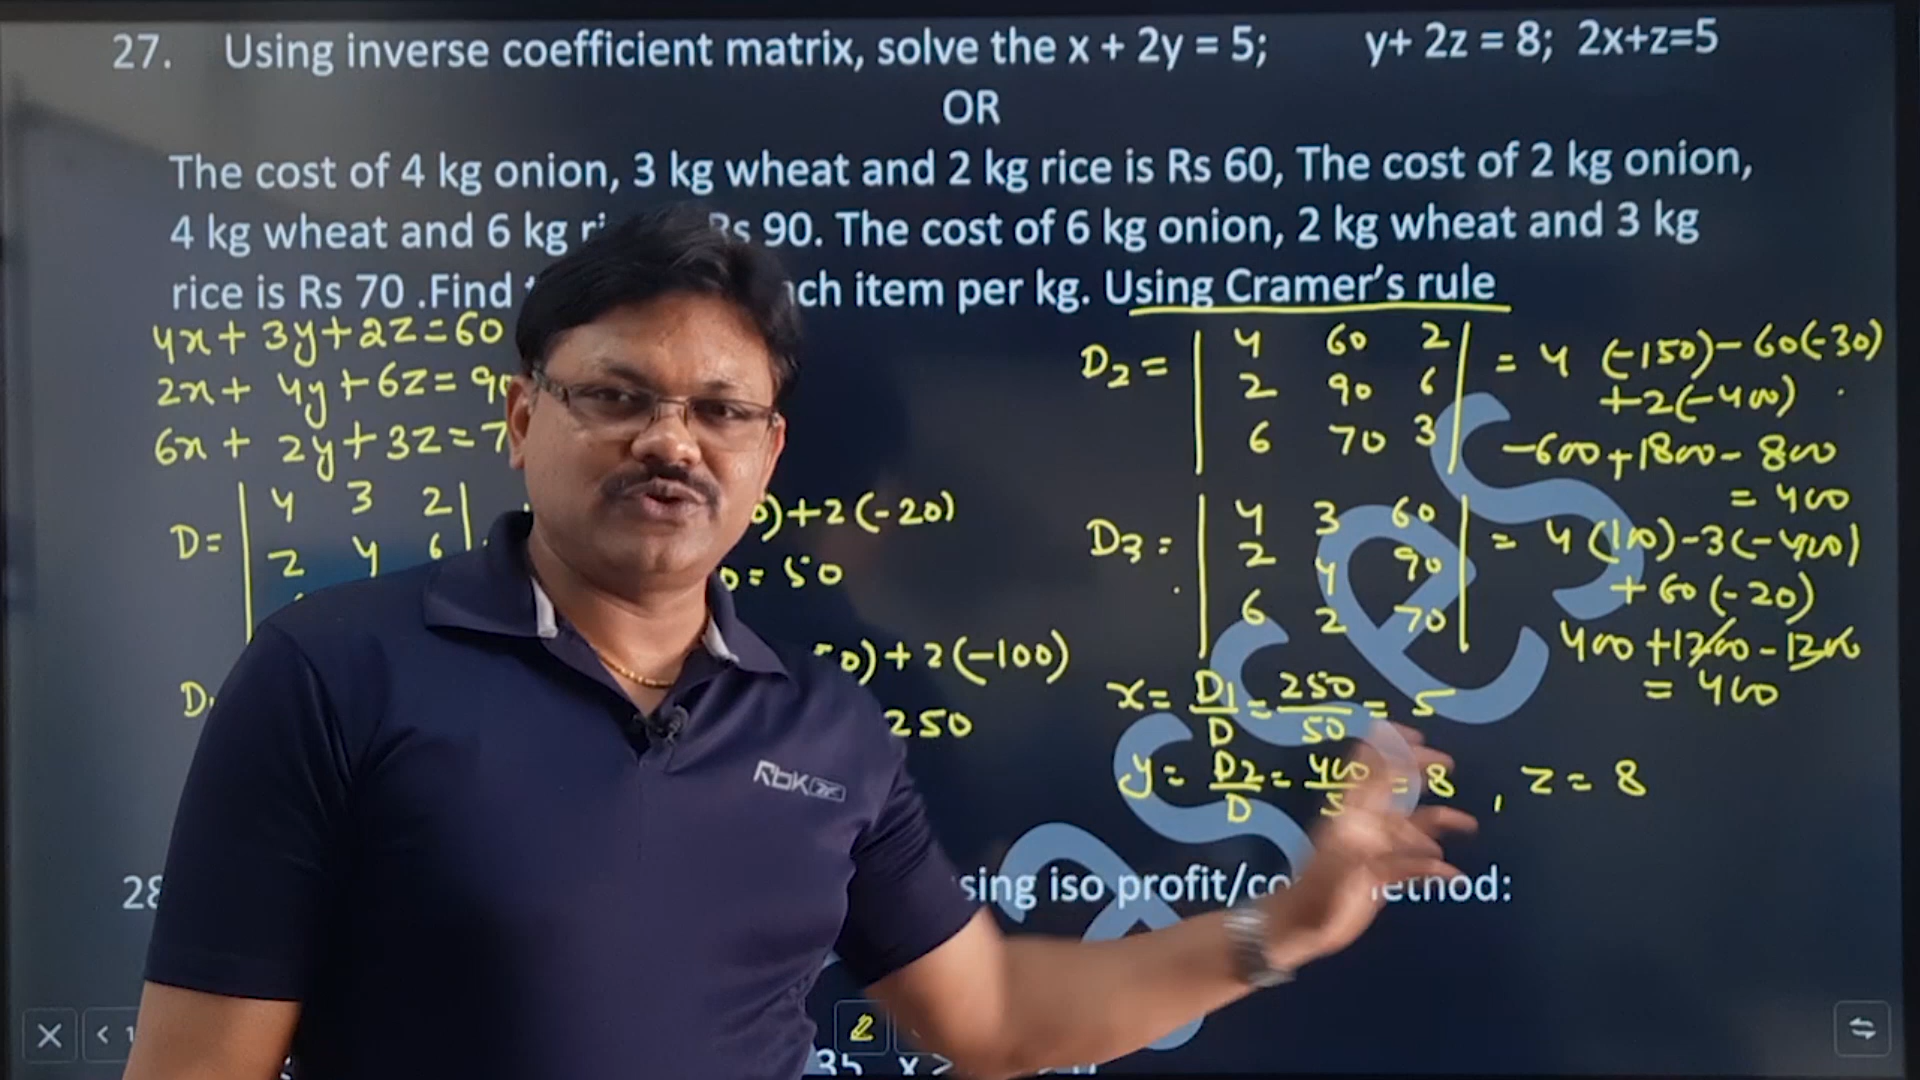 27. Using inverse coefficient matrix, solve the x + 2y = 5; y+ 2z = 8; 2x+z=5
OR
The cost of 4 kg onion, 3 kg wheat and 2 kg rice is Rs 60, The cost of 2 kg onion,
4 kg wheat and 6 kg Rs 90. The cost of 6 kg onion, 2 kg wheat and 3 kg
rice is Rs 70 .Find item per kg. Using Cramer's rule
4x + 3y + 2z = 60
2x + 4y + 6z = 90
6x + 2y + 3z = 7
D = | 4 3 2 |
2 4 6
)+2(-20)
= 50
D
)+2(-100)
250
D2 = | 4 60 2 | = 4 (-150) - 60(-30)
2 90 6 +2(-400)
6 70 3 -600+1800-800
= 400
D3 = | 4 3 60 | = 4(100)-3(-400)
2 4 90 +60(-20)
6 2 70 400+1200-1200
= 400
x = D1/D = 250/50 = 5
y = D2/D = 400/5 = 8, z = 8
28 iso profit/
RbK
35 x >